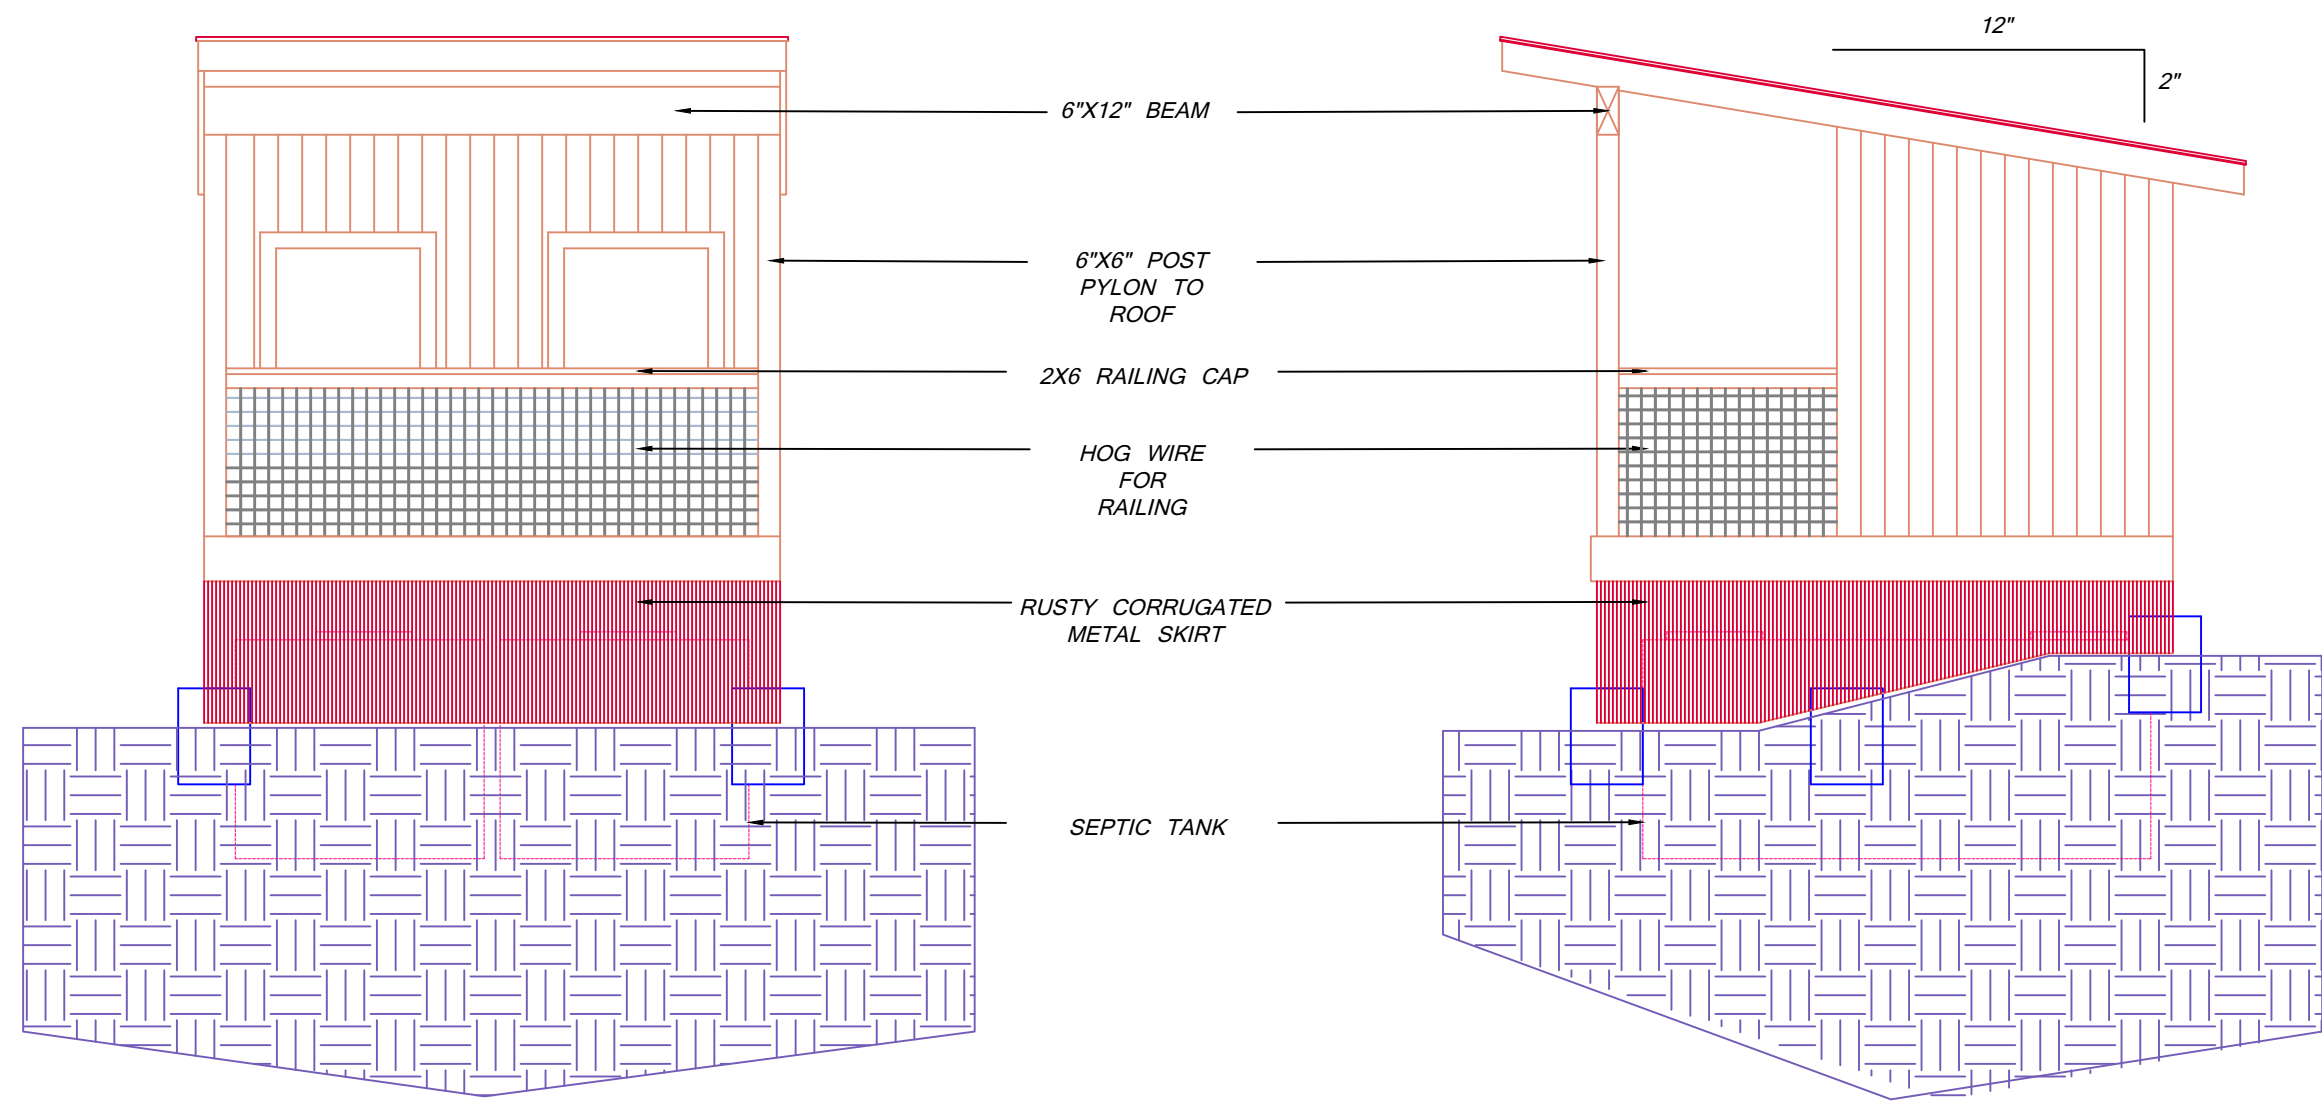 12"
2"
6"X12" BEAM
6"X6" POST
PYLON TO
ROOF
2X6 RAILING CAP
HOG WIRE
FOR
RAILING
RUSTY CORRUGATED
METAL SKIRT
SEPTIC TANK